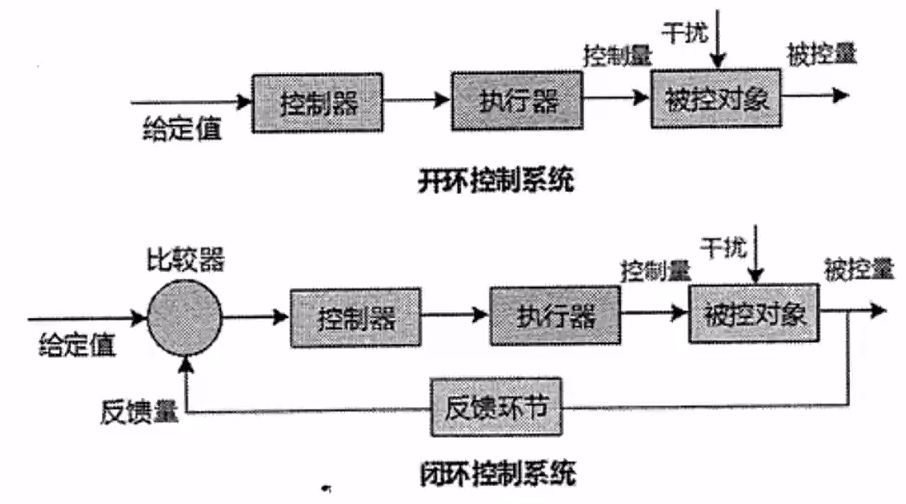 干扰
控制量
被控量
控制器
执行器
被控对象
给定值
开环控制系统
比较器
干扰
控制量
被控量
控制器
执行器
被控对象
给定值
反馈量
反馈环节
闭环控制系统